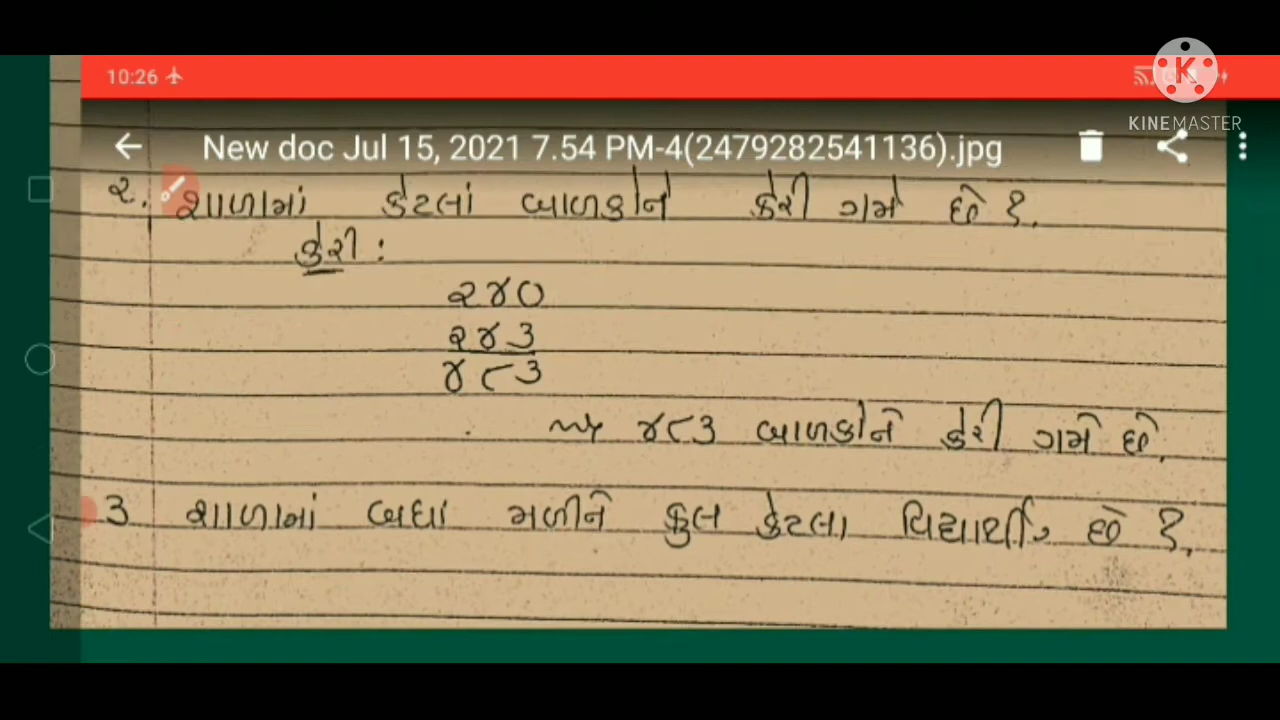 10:26
KINEMASTER
New doc Jul 15, 2021 7.54 PM-4(2479282541136).jpg
૨. શાળામાં કેટલાં બાળકોને કેરી ગમે છે ?
કેરી :
૨૪૦
૨૪૩
૪૮૩
૪૮૩ બાળકોને કેરી ગમે છે.
૩ શાળામાં બધાં મળીને કુલ કેટલા વિદ્યાર્થી છે ?